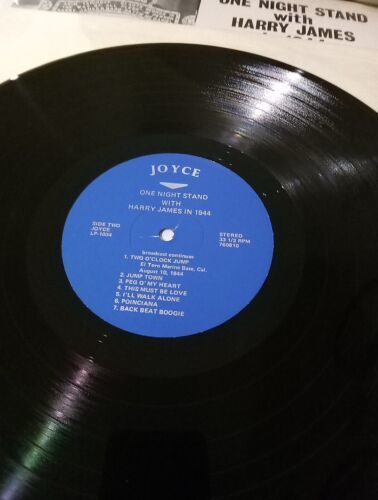 ONE NIGHT STAND
with
HARRY JAMES
JOYCE
ONE NIGHT STAND
WITH
HARRY JAMES IN 1944
SIDE TWO
JOYCE
LP-1034
STEREO
33 1/3 RPM
760610
broadcast continues
1. TWO O'CLOCK JUMP
El Toro Marine Base, Cal.
August 10, 1944
2. JUMP TOWN
3. PEG O' MY HEART
4. THIS MUST BE LOVE
5. I'LL WALK ALONE
6. POINCIANA
7. BACK BEAT BOOGIE